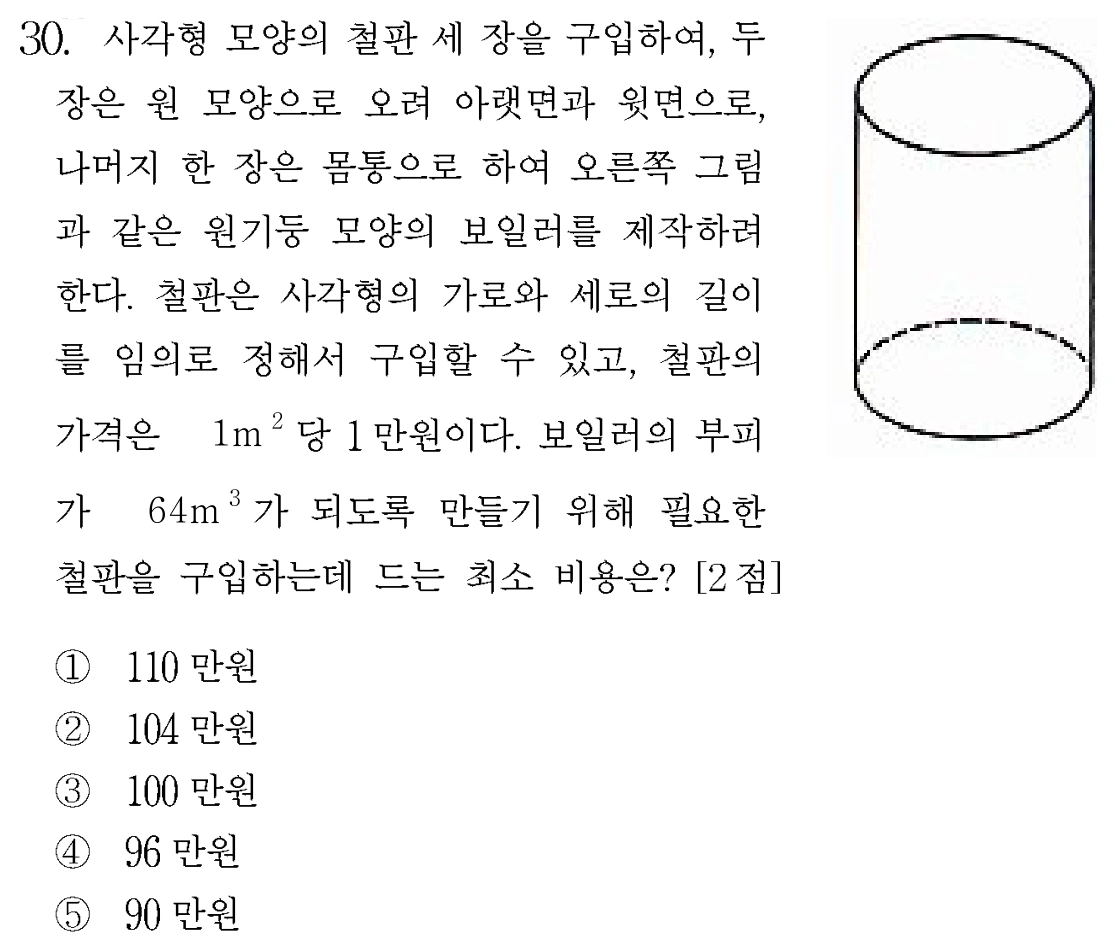 30. 사각형 모양의 철판 세 장을 구입하여, 두
장은 원 모양으로 오려 아랫면과 윗면으로,
나머지 한 장은 몸통으로 하여 오른쪽 그림
과 같은 원기둥 모양의 보일러를 제작하려
한다. 철판은 사각형의 가로와 세로의 길이
를 임의로 정해서 구입할 수 있고, 철판의
가격은 1m² 당 1만원이다. 보일러의 부피
가 64m³ 가 되도록 만들기 위해 필요한
철판을 구입하는데 드는 최소 비용은? [2점]
① 110만원
② 104만원
③ 100만원
④ 96만원
⑤ 90만원